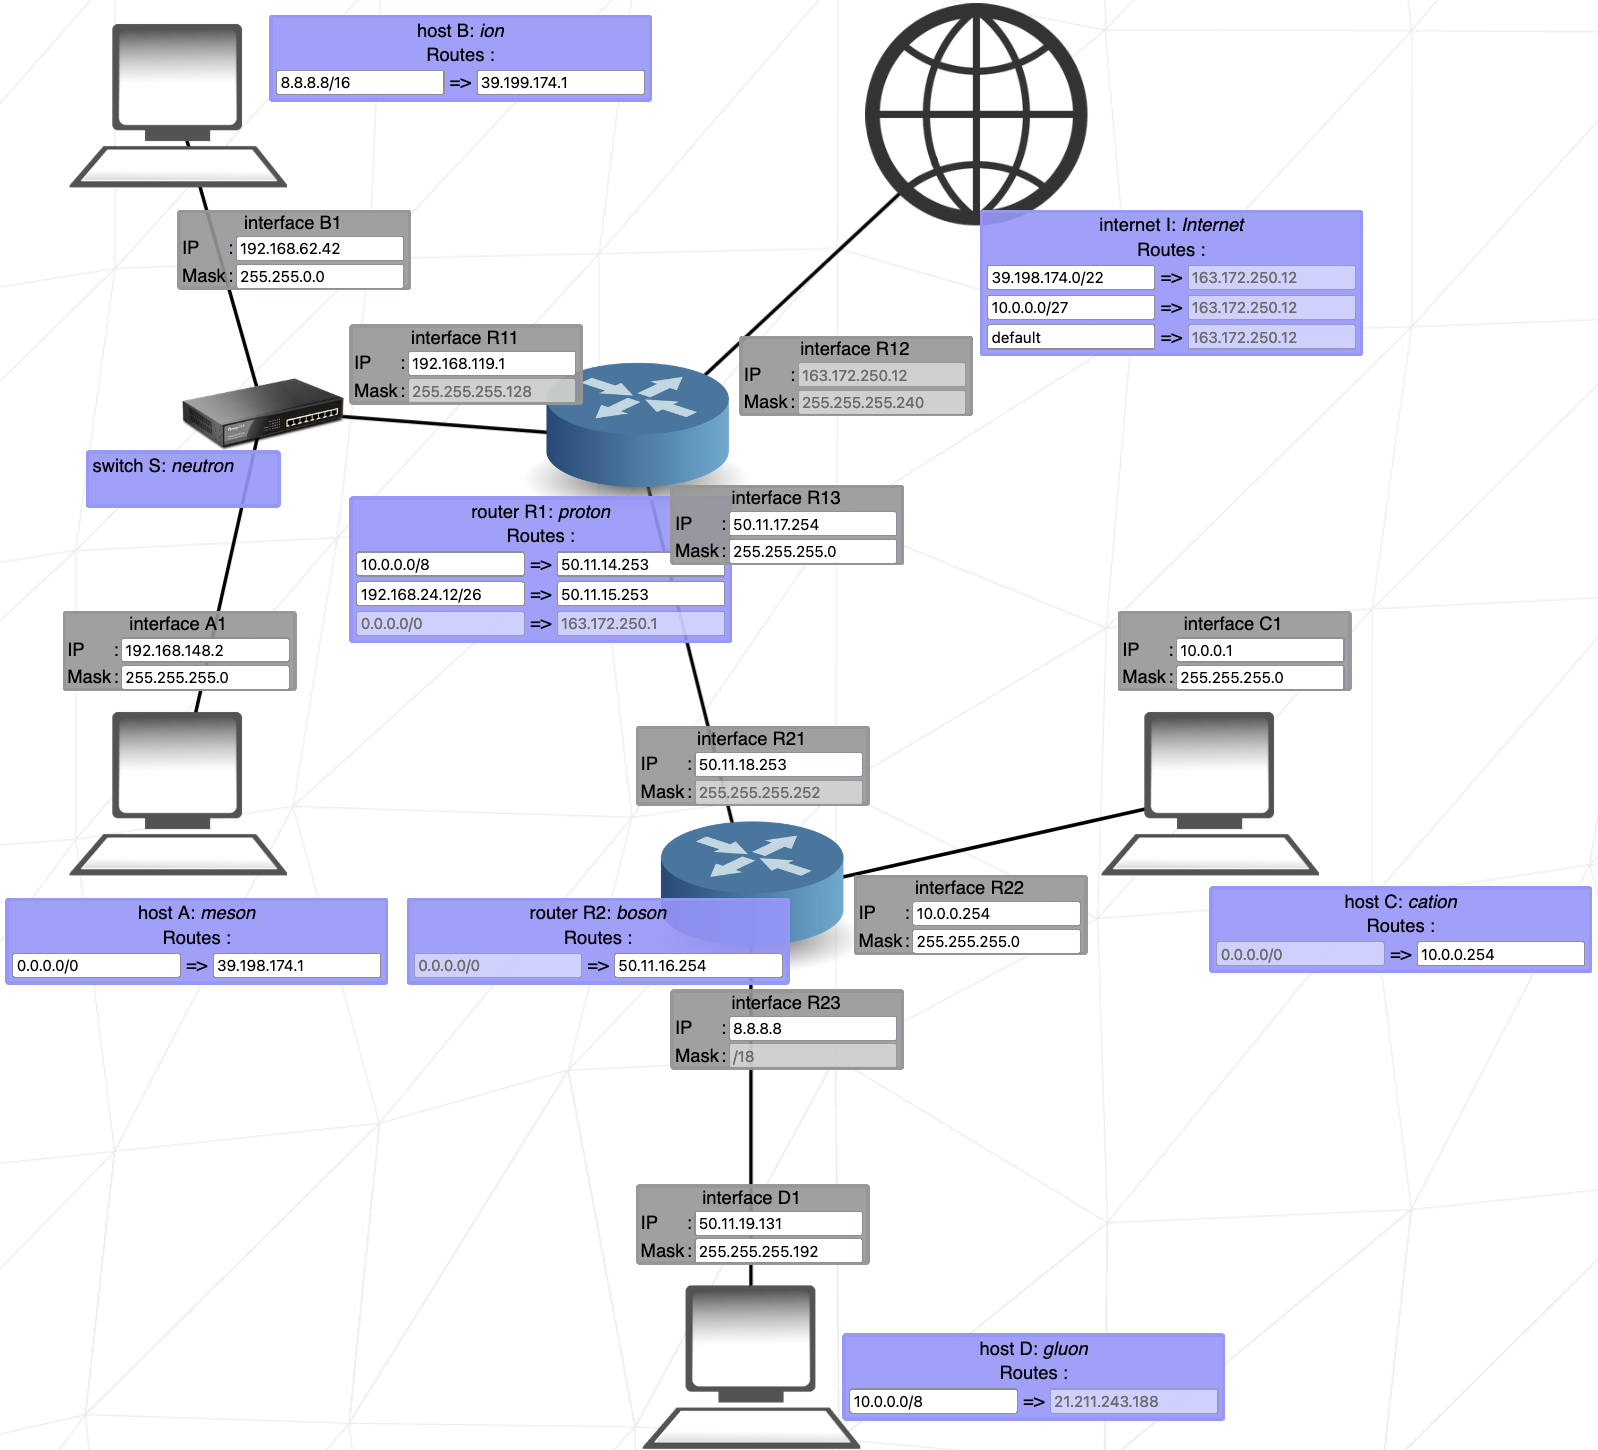 host B: ion
Routes :
8.8.8.8/16 => 39.199.174.1
interface B1
IP : 192.168.62.42
Mask : 255.255.0.0
internet I: Internet
Routes :
39.198.174.0/22 => 163.172.250.12
10.0.0.0/27 => 163.172.250.12
default => 163.172.250.12
interface R11
IP : 192.168.119.1
Mask : 255.255.255.128
interface R12
IP : 163.172.250.12
Mask : 255.255.255.240
switch S: neutron
router R1: proton
Routes :
10.0.0.0/8 => 50.11.14.253
192.168.24.12/26 => 50.11.15.253
0.0.0.0/0 => 163.172.250.1
interface R13
IP : 50.11.17.254
Mask : 255.255.255.0
interface A1
IP : 192.168.148.2
Mask : 255.255.255.0
interface C1
IP : 10.0.0.1
Mask : 255.255.255.0
interface R21
IP : 50.11.18.253
Mask : 255.255.255.252
host A: meson
Routes :
0.0.0.0/0 => 39.198.174.1
router R2: boson
Routes :
0.0.0.0/0 => 50.11.16.254
interface R22
IP : 10.0.0.254
Mask : 255.255.255.0
host C: cation
Routes :
0.0.0.0/0 => 10.0.0.254
interface R23
IP : 8.8.8.8
Mask : /18
interface D1
IP : 50.11.19.131
Mask : 255.255.255.192
host D: gluon
Routes :
10.0.0.0/8 => 21.211.243.188